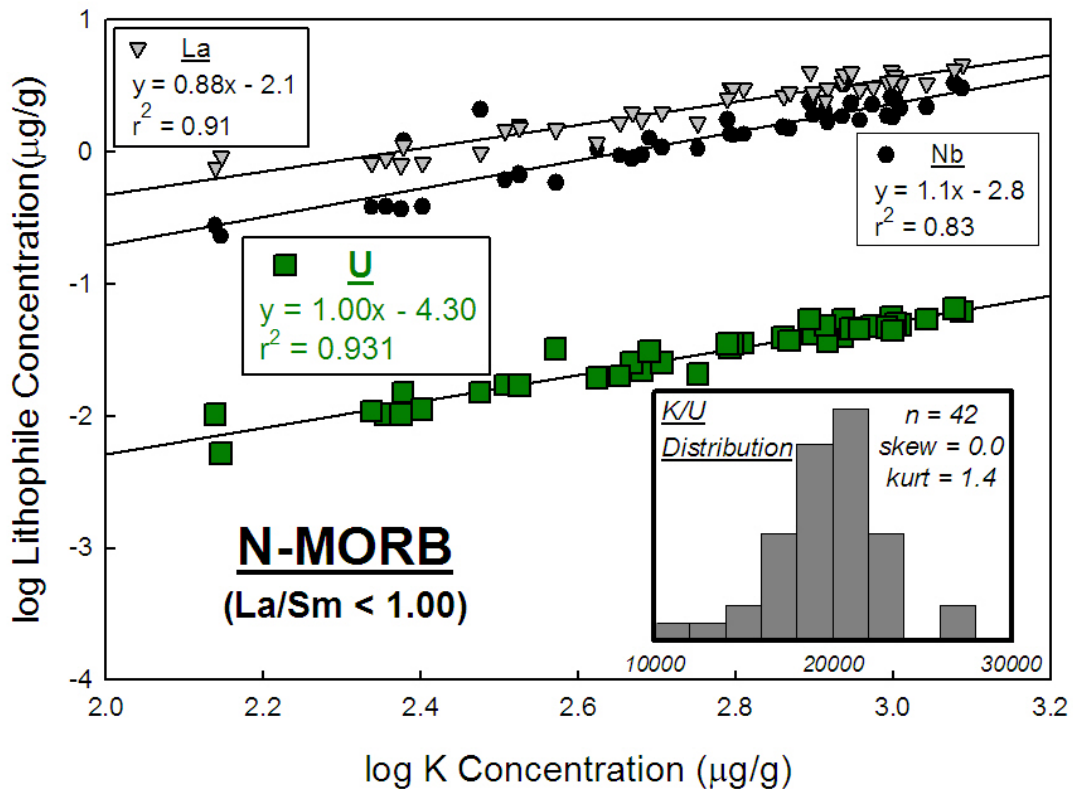 1
0
-1
-2
-3
-4
log Lithophile Concentration (μg/g)
La
y = 0.88x - 2.1
r² = 0.91
Nb
y = 1.1x - 2.8
r² = 0.83
U
y = 1.00x - 4.30
r² = 0.931
N-MORB
(La/Sm < 1.00)
K/U
Distribution
n = 42
skew = 0.0
kurt = 1.4
10000 20000 30000
2.0 2.2 2.4 2.6 2.8 3.0 3.2
log K Concentration (μg/g)